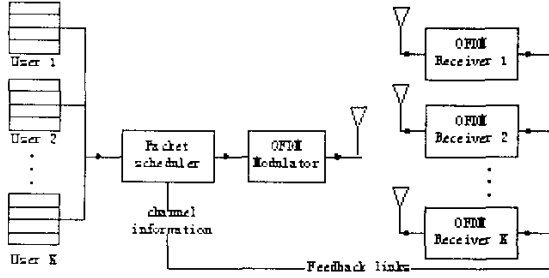 User 1
User 2
User K
Packet
scheduler
OFDM
Modulator
channel
information
Feedback links
OFDM
Receiver 1
OFDM
Receiver 2
OFDM
Receiver K